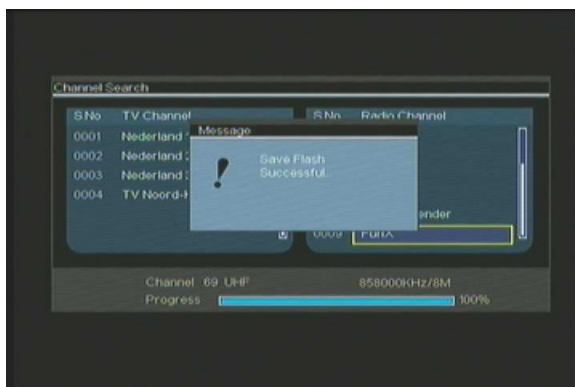 Channel Search
S.No TV Channel S.No Radio Channel
0001 Nederland
0002 Nederland
0003 Nederland
0004 TV Noord-
Message
!
Save Flash
Successful...
ender
0009 FunX
Channel 69 UHF 858000KHz/8M
Progress 100%